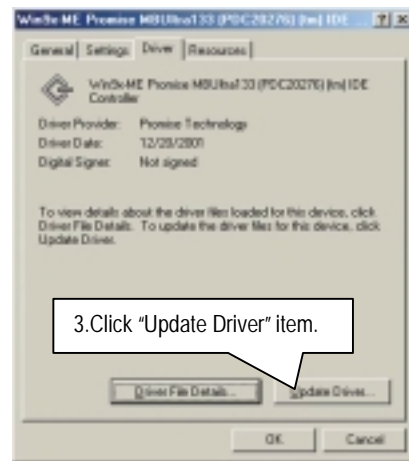 Win9x-ME Promise MBUltra133 (PDC20276) (tm) IDE ...
General Settings Driver Resources
Win9x-ME Promise MBUltra133 (PDC20276) (tm) IDE
Controller
Driver Provider: Promise Technology
Driver Date: 12/20/2001
Digital Signer: Not signed
To view details about the driver files loaded for this device, click
Driver File Details. To update the driver files for this device, click
Update Driver.
3.Click “Update Driver” item.
Driver File Details... Update Driver...
OK Cancel